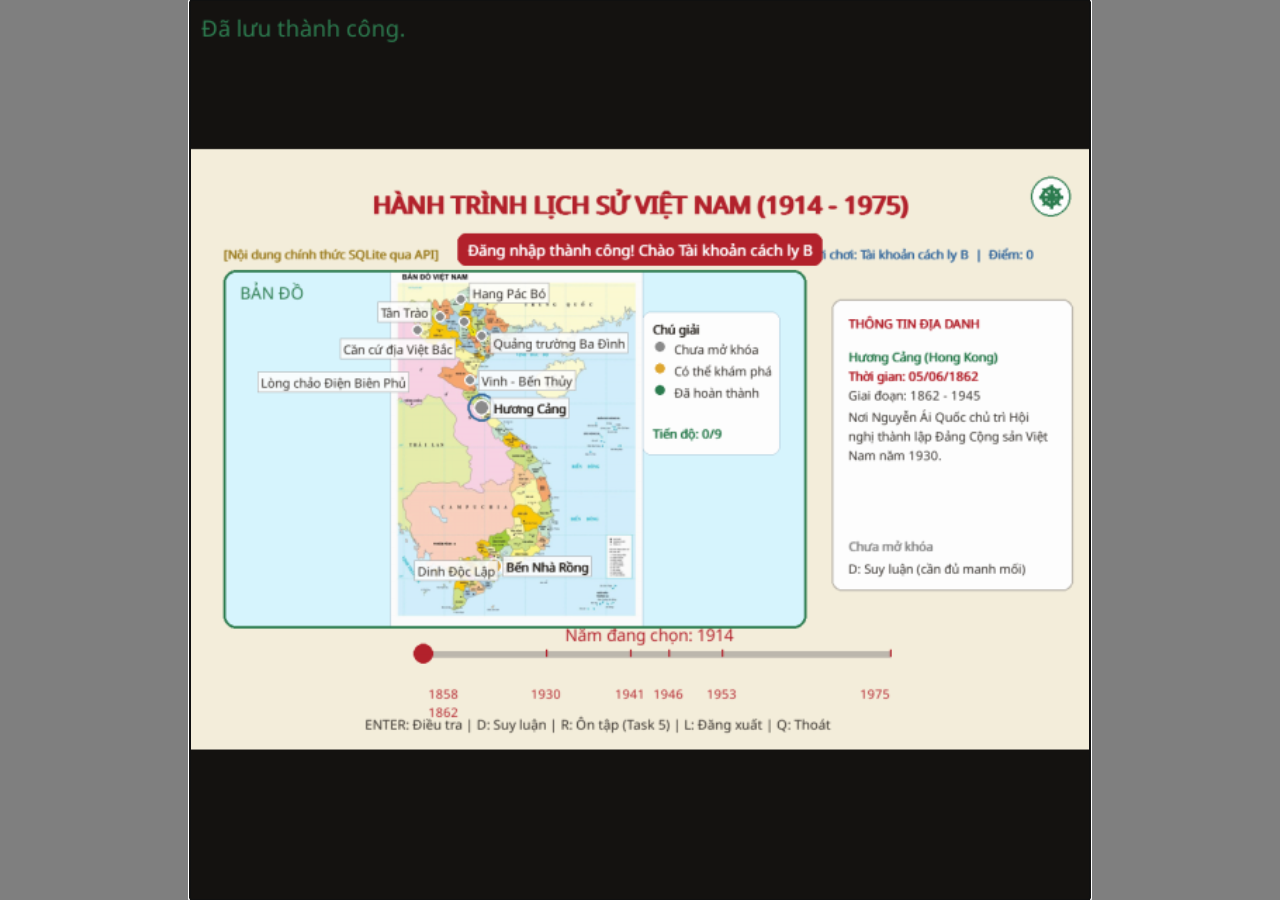 Đã lưu thành công.
HÀNH TRÌNH LỊCH SỬ VIỆT NAM (1914 - 1975)
[Nội dung chính thức SQLite qua API]
Đăng nhập thành công! Chào Tài khoản cách ly B
chơi: Tài khoản cách ly B | Điểm: 0
BẢN ĐỒ
BẢN ĐỒ VIỆT NAM
Hang Pác Bó
Tân Trào
Căn cứ địa Việt Bắc
Quảng trường Ba Đình
Lòng chảo Điện Biên Phủ
Vinh - Bến Thủy
Hương Cảng
THÁI LAN
CAMPUCHIA
Dinh Độc Lập
Bến Nhà Rồng
Chú giải
Chưa mở khóa
Có thể khám phá
Đã hoàn thành
Tiến độ: 0/9
THÔNG TIN ĐỊA DANH
Hương Cảng (Hong Kong)
Thời gian: 05/06/1862
Giai đoạn: 1862 - 1945
Nơi Nguyễn Ái Quốc chủ trì Hội
nghị thành lập Đảng Cộng sản Việt
Nam năm 1930.
Chưa mở khóa
D: Suy luận (cần đủ manh mối)
Năm đang chọn: 1914
1858 1930 1941 1946 1953 1975
1862
ENTER: Điều tra | D: Suy luận | R: Ôn tập (Task 5) | L: Đăng xuất | Q: Thoát